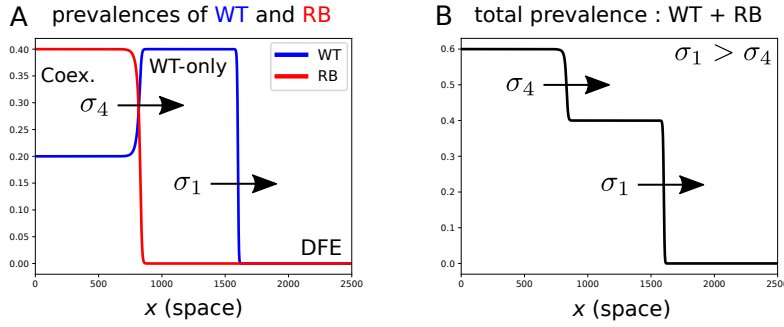 A prevalences of WT and RB
0.40
0.35
0.30
0.25
0.20
0.15
0.10
0.05
0.00
Coex.
WT-only
WT
RB
σ4
σ1
DFE
0 500 1000 1500 2000 2500
x (space)
B total prevalence : WT + RB
0.6
0.5
0.4
0.3
0.2
0.1
0.0
σ1 > σ4
σ4
σ1
0 500 1000 1500 2000 2500
x (space)